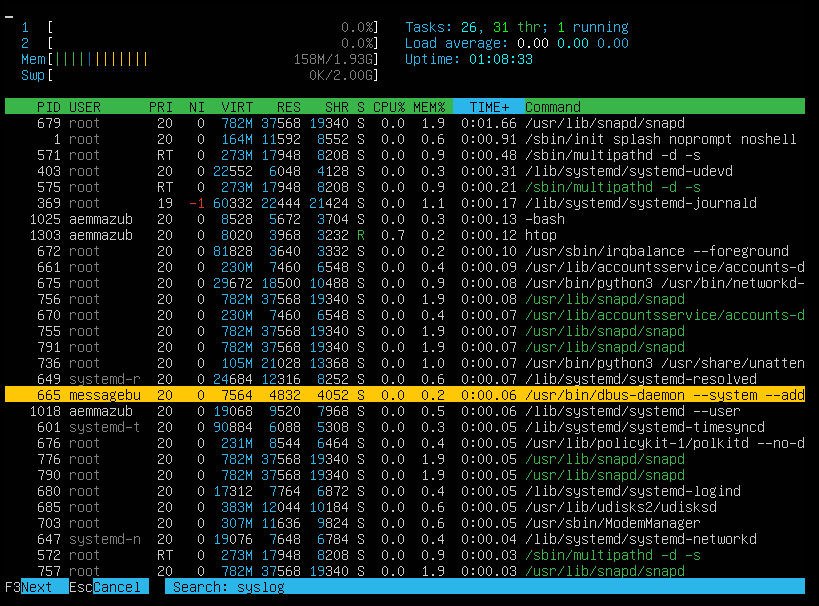 1 [ 0.0%] Tasks: 26, 31 thr; 1 running
2 [ 0.0%] Load average: 0.00 0.00 0.00
Mem[|||||||||||| 158M/1.93G] Uptime: 01:08:33
Swp[ 0K/2.00G]
PID USER PRI NI VIRT RES SHR S CPU% MEM% TIME+ Command
679 root 20 0 782M 37568 19340 S 0.0 1.9 0:01.66 /usr/lib/snapd/snapd
1 root 20 0 164M 11592 8552 S 0.0 0.6 0:00.91 /sbin/init splash noprompt noshell
571 root RT 0 273M 17948 8208 S 0.0 0.9 0:00.48 /sbin/multipathd -d -s
403 root 20 0 22552 6048 4128 S 0.0 0.3 0:00.31 /lib/systemd/systemd-udevd
575 root RT 0 273M 17948 8208 S 0.0 0.9 0:00.21 /sbin/multipathd -d -s
369 root 19 -1 60332 22444 21424 S 0.0 1.1 0:00.17 /lib/systemd/systemd-journald
1025 aemmazub 20 0 8528 5672 3704 S 0.0 0.3 0:00.13 -bash
1303 aemmazub 20 0 8020 3968 3232 R 0.7 0.2 0:00.12 htop
672 root 20 0 81828 3640 3332 S 0.0 0.2 0:00.10 /usr/sbin/irqbalance --foreground
661 root 20 0 230M 7460 6548 S 0.0 0.4 0:00.09 /usr/lib/accountsservice/accounts-d
675 root 20 0 29672 18500 10488 S 0.0 0.9 0:00.08 /usr/bin/python3 /usr/bin/networkd-
756 root 20 0 782M 37568 19340 S 0.0 1.9 0:00.08 /usr/lib/snapd/snapd
670 root 20 0 230M 7460 6548 S 0.0 0.4 0:00.07 /usr/lib/accountsservice/accounts-d
755 root 20 0 782M 37568 19340 S 0.0 1.9 0:00.07 /usr/lib/snapd/snapd
791 root 20 0 782M 37568 19340 S 0.0 1.9 0:00.07 /usr/lib/snapd/snapd
736 root 20 0 105M 21028 13368 S 0.0 1.0 0:00.07 /usr/bin/python3 /usr/share/unatten
649 systemd-r 20 0 24684 12316 8252 S 0.0 0.6 0:00.07 /lib/systemd/systemd-resolved
665 messagebu 20 0 7564 4832 4052 S 0.0 0.2 0:00.06 /usr/bin/dbus-daemon --system --add
1018 aemmazub 20 0 19068 9520 7968 S 0.0 0.5 0:00.06 /lib/systemd/systemd --user
601 systemd-t 20 0 90884 6088 5308 S 0.0 0.3 0:00.05 /lib/systemd/systemd-timesyncd
676 root 20 0 231M 8544 6464 S 0.0 0.4 0:00.05 /usr/lib/policykit-1/polkitd --no-d
776 root 20 0 782M 37568 19340 S 0.0 1.9 0:00.05 /usr/lib/snapd/snapd
790 root 20 0 782M 37568 19340 S 0.0 1.9 0:00.05 /usr/lib/snapd/snapd
680 root 20 0 17312 7764 6872 S 0.0 0.4 0:00.05 /lib/systemd/systemd-logind
685 root 20 0 383M 12044 10184 S 0.0 0.6 0:00.05 /usr/lib/udisks2/udisksd
703 root 20 0 307M 11636 9824 S 0.0 0.6 0:00.05 /usr/sbin/ModemManager
647 systemd-n 20 0 19076 7648 6784 S 0.0 0.4 0:00.04 /lib/systemd/systemd-networkd
572 root RT 0 273M 17948 8208 S 0.0 0.9 0:00.03 /sbin/multipathd -d -s
757 root 20 0 782M 37568 19340 S 0.0 1.9 0:00.05 /usr/lib/snapd/snapd
F3Next EscCancel Search: syslog